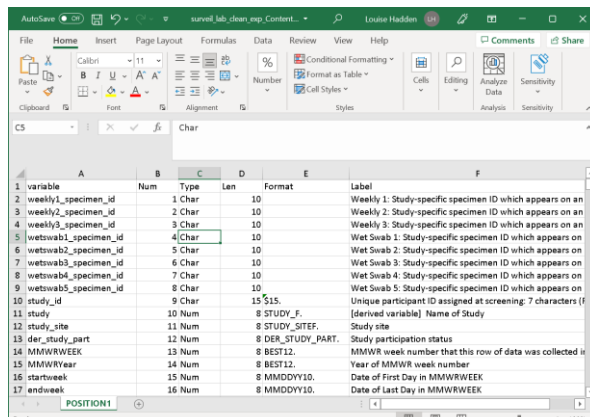 AutoSave Off surveil_lab_clean_exp_Content... Louise Hadden LH
File Home Insert Page Layout Formulas Data Review View Help Comments Share
Calibri 11
Paste B I U A A Number Conditional Formatting Format as Table Cell Styles Cells Editing Analyze Data Sensitivity
Clipboard Font Alignment Styles Analysis Sensitivity
C5 fx Char
A B C D E F
1 variable Num Type Len Format Label
2 weekly1_specimen_id 1 Char 10 Weekly 1: Study-specific specimen ID which appears on an
3 weekly2_specimen_id 2 Char 10 Weekly 2: Study-specific specimen ID which appears on an
4 weekly3_specimen_id 3 Char 10 Weekly 3: Study-specific specimen ID which appears on an
5 wetswab1_specimen_id 4 Char 10 Wet Swab 1: Study-specific specimen ID which appears on
6 wetswab2_specimen_id 5 Char 10 Wet Swab 2: Study-specific specimen ID which appears on
7 wetswab3_specimen_id 6 Char 10 Wet Swab 3: Study-specific specimen ID which appears on
8 wetswab4_specimen_id 7 Char 10 Wet Swab 4: Study-specific specimen ID which appears on
9 wetswab5_specimen_id 8 Char 10 Wet Swab 5: Study-specific specimen ID which appears on
10 study_id 9 Char 15 $15. Unique participant ID assigned at screening: 7 characters (
11 study 10 Num 8 STUDY_F. [derived variable] Name of Study
12 study_site 11 Num 8 STUDY_SITEF. Study site
13 der_study_part 12 Num 8 DER_STUDY_PART. Study participation status
14 MMWRWEEK 13 Num 8 BEST12. MMWR week number that this row of data was collected i
15 MMWRYear 14 Num 8 BEST12. Year of MMWR week number
16 startweek 15 Num 8 MMDDYY10. Date of First Day in MMWRWEEK
17 endweek 16 Num 8 MMDDYY10. Date of Last Day in MMWRWEEK
POSITION1